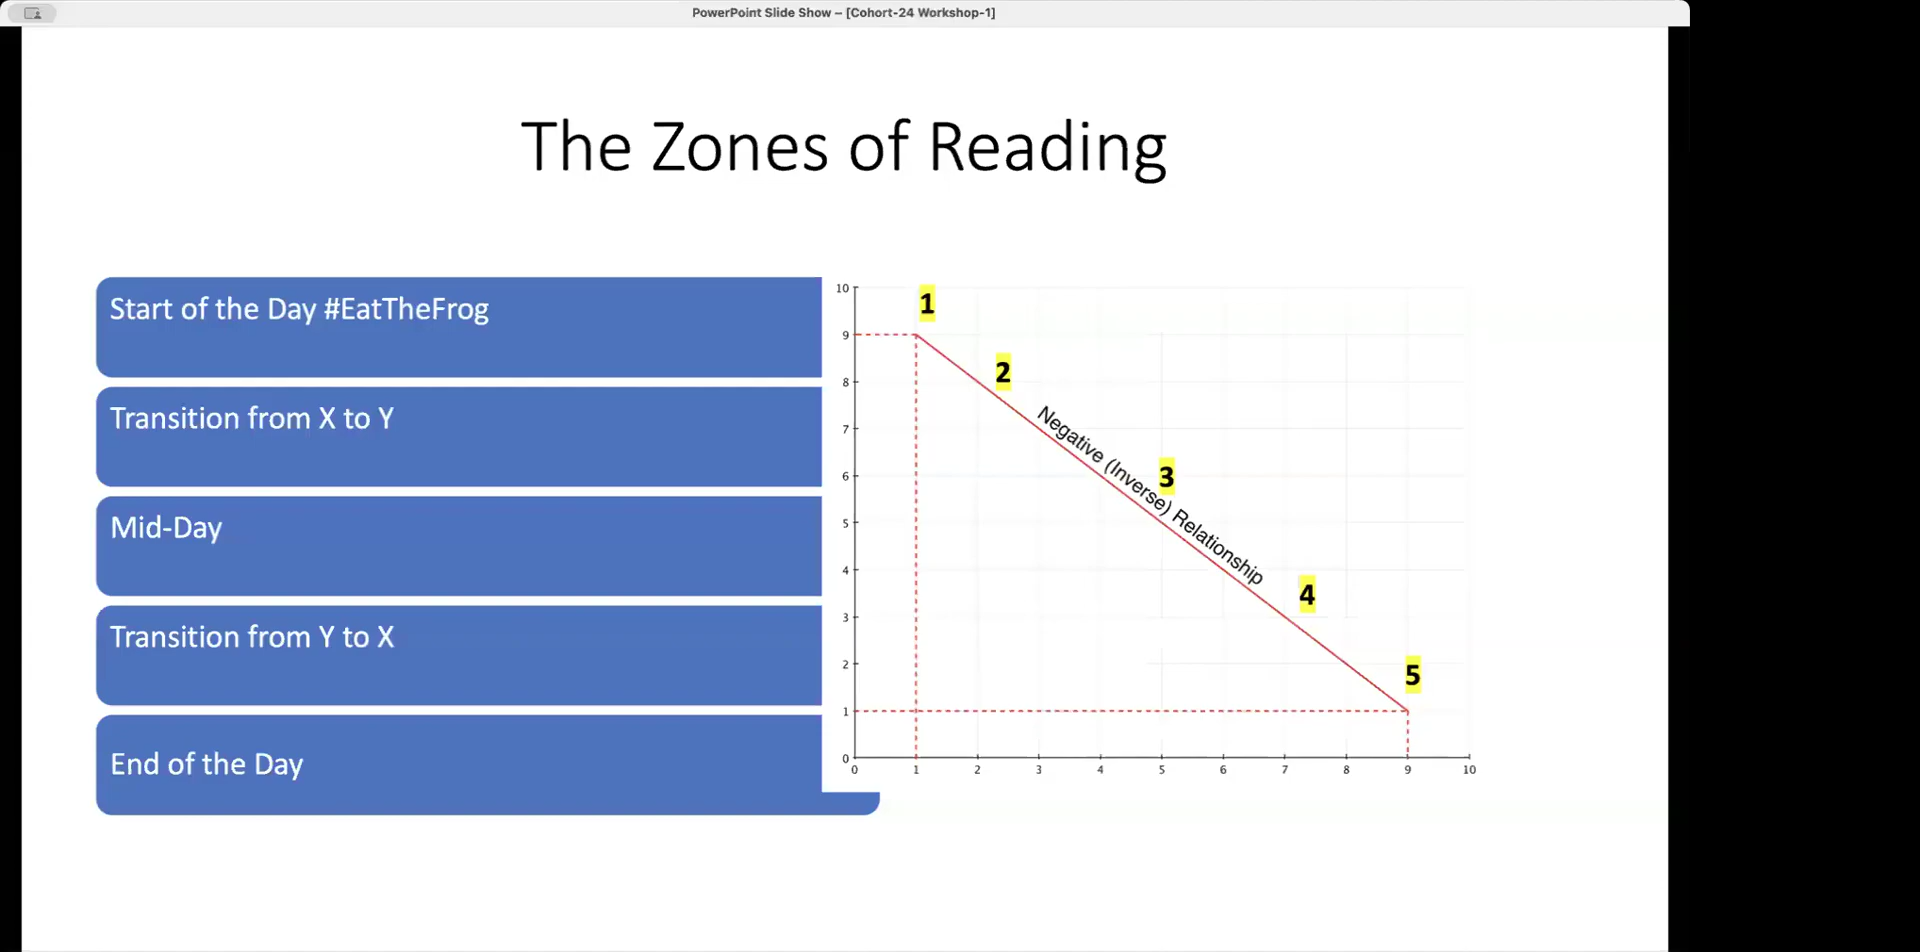 PowerPoint Slide Show – [Cohort-24 Workshop-1]
The Zones of Reading
Start of the Day #EatTheFrog
Transition from X to Y
Mid-Day
Transition from Y to X
End of the Day
10
9
8
7
6
5
4
3
2
1
0
0 1 2 3 4 5 6 7 8 9 10
1
2
Negative (Inverse) Relationship
3
4
5